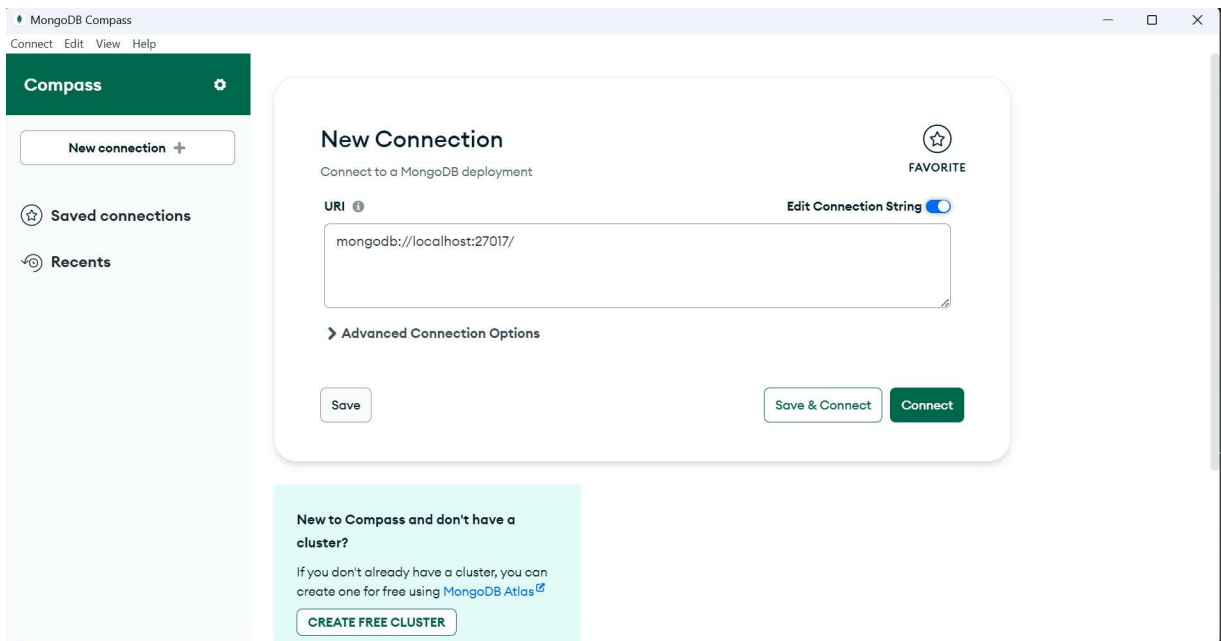 MongoDB Compass
Connect Edit View Help
Compass
New connection +
Saved connections
Recents
New Connection
Connect to a MongoDB deployment
FAVORITE
URI
Edit Connection String
mongodb://localhost:27017/
Advanced Connection Options
Save
Save & Connect
Connect
New to Compass and don't have a
cluster?
If you don't already have a cluster, you can
create one for free using MongoDB Atlas
CREATE FREE CLUSTER